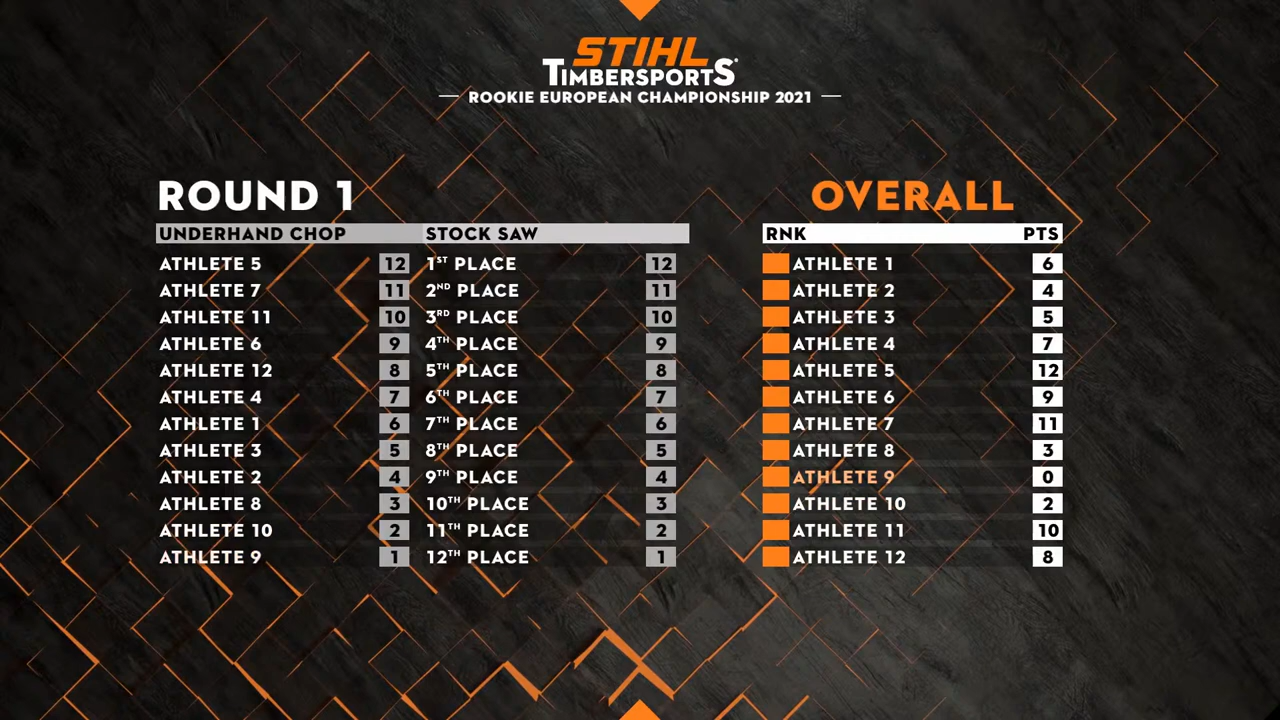 STIHL
TIMBERSPORTS®
ROOKIE EUROPEAN CHAMPIONSHIP 2021
ROUND 1
UNDERHAND CHOP STOCK SAW
ATHLETE 5 12 1ST PLACE 12
ATHLETE 7 11 2ND PLACE 11
ATHLETE 11 10 3RD PLACE 10
ATHLETE 6 9 4TH PLACE 9
ATHLETE 12 8 5TH PLACE 8
ATHLETE 4 7 6TH PLACE 7
ATHLETE 1 6 7TH PLACE 6
ATHLETE 3 5 8TH PLACE 5
ATHLETE 2 4 9TH PLACE 4
ATHLETE 8 3 10TH PLACE 3
ATHLETE 10 2 11TH PLACE 2
ATHLETE 9 1 12TH PLACE 1
OVERALL
RNK PTS
ATHLETE 1 6
ATHLETE 2 4
ATHLETE 3 5
ATHLETE 4 7
ATHLETE 5 12
ATHLETE 6 9
ATHLETE 7 11
ATHLETE 8 3
ATHLETE 9 0
ATHLETE 10 2
ATHLETE 11 10
ATHLETE 12 8